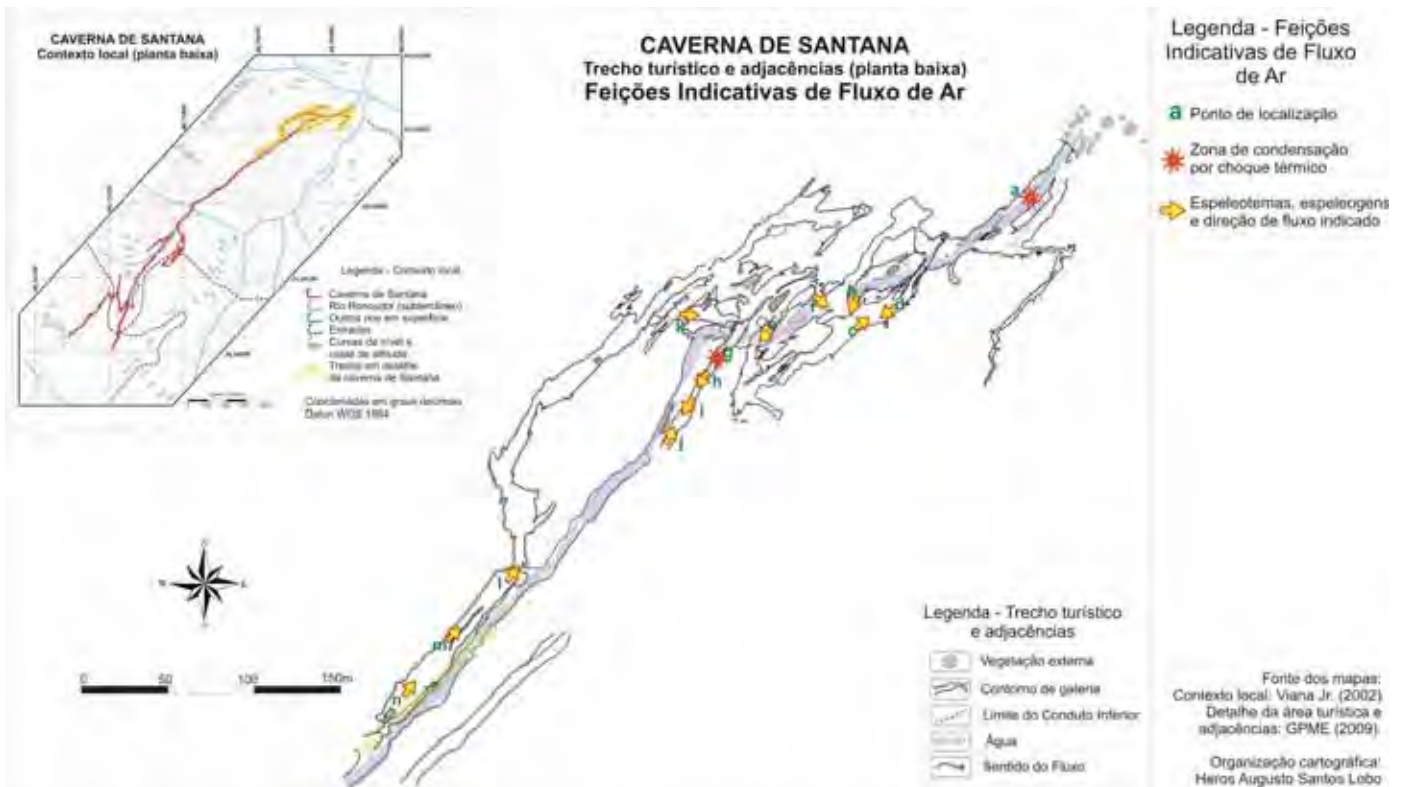 CAVERNA DE SANTANA
Contexto local (planta baixa)
Legenda - Contexto local
Caverna de Santana
Rio Roncador (subterrâneo)
Outros rios em superfície
Entradas
Curvas de nível e
cotas de altitude
Trecho em detalhe
da caverna de Santana
Coordenadas em graus decimais
Datun WGS 1984
CAVERNA DE SANTANA
Trecho turístico e adjacências (planta baixa)
Feições Indicativas de Fluxo de Ar
a
d
c
g
h
i
j
k
l
m
n
0 50 100 150m
Legenda - Feições
Indicativas de Fluxo
de Ar
a Ponto de localização
Zona de condensação
por choque térmico
Espeleotemas, espeleogens
e direção de fluxo indicado
Legenda - Trecho turístico
e adjacências
Vegetação externa
Contorno de galeria
Limite do Conduto Inferior
Água
Sentido do Fluxo
Fonte dos mapas:
Contexto local: Viana Jr. (2002)
Detalhe da área turística e
adjacências: GPME (2009).
Organização cartográfica:
Heros Augusto Santos Lobo